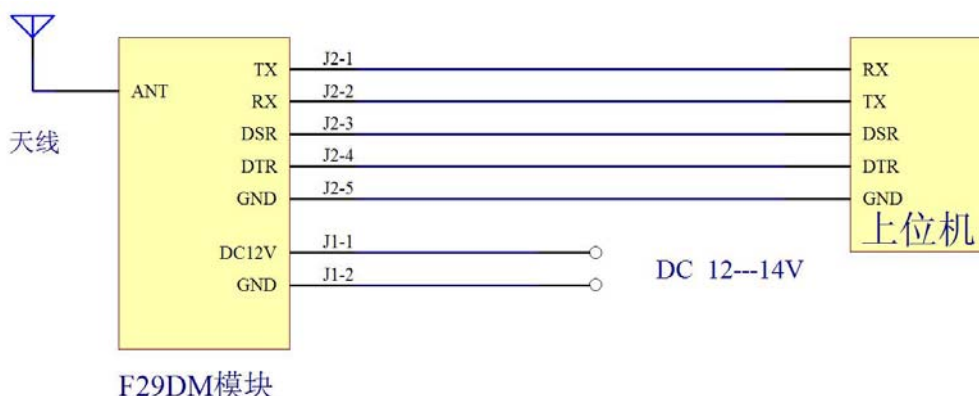 TX J2-1 RX
ANT RX J2-2 TX
DSR J2-3 DSR
天线
DTR J2-4 DTR
GND J2-5 GND
上位机
DC12V J1-1
DC 12---14V
GND J1-2
F29DM模块